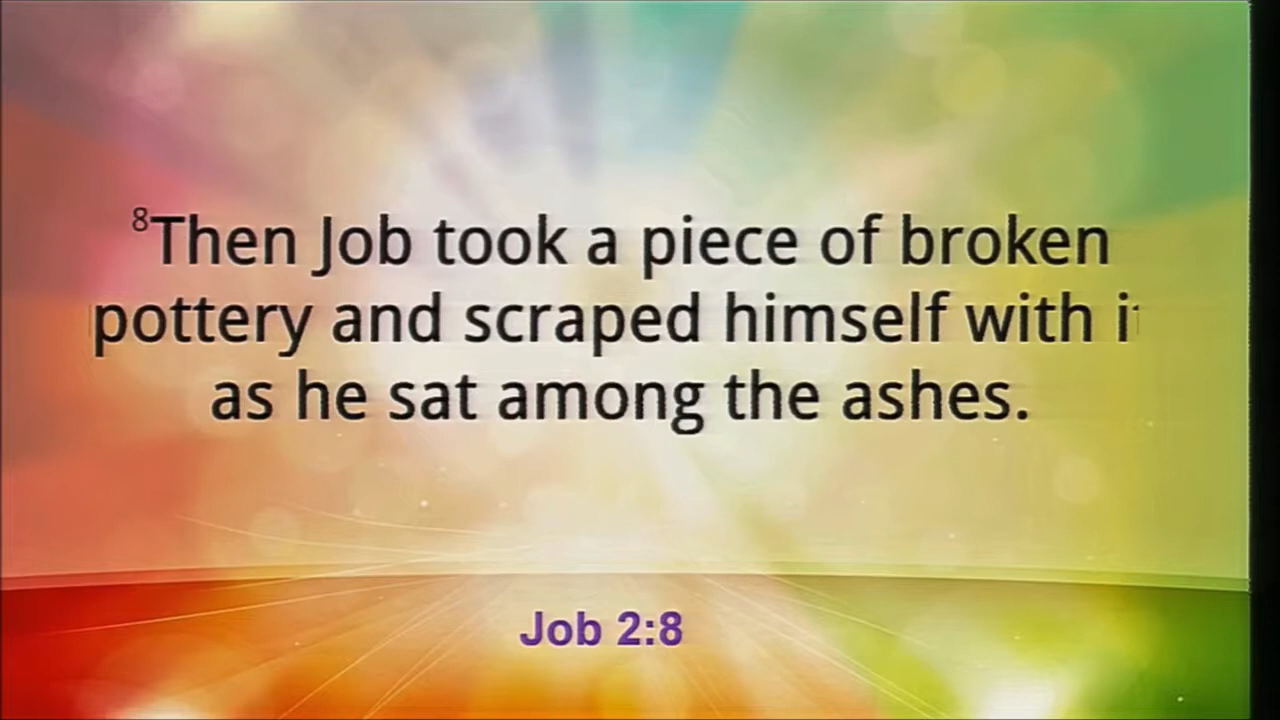 8Then Job took a piece of broken
pottery and scraped himself with it
as he sat among the ashes.
Job 2:8